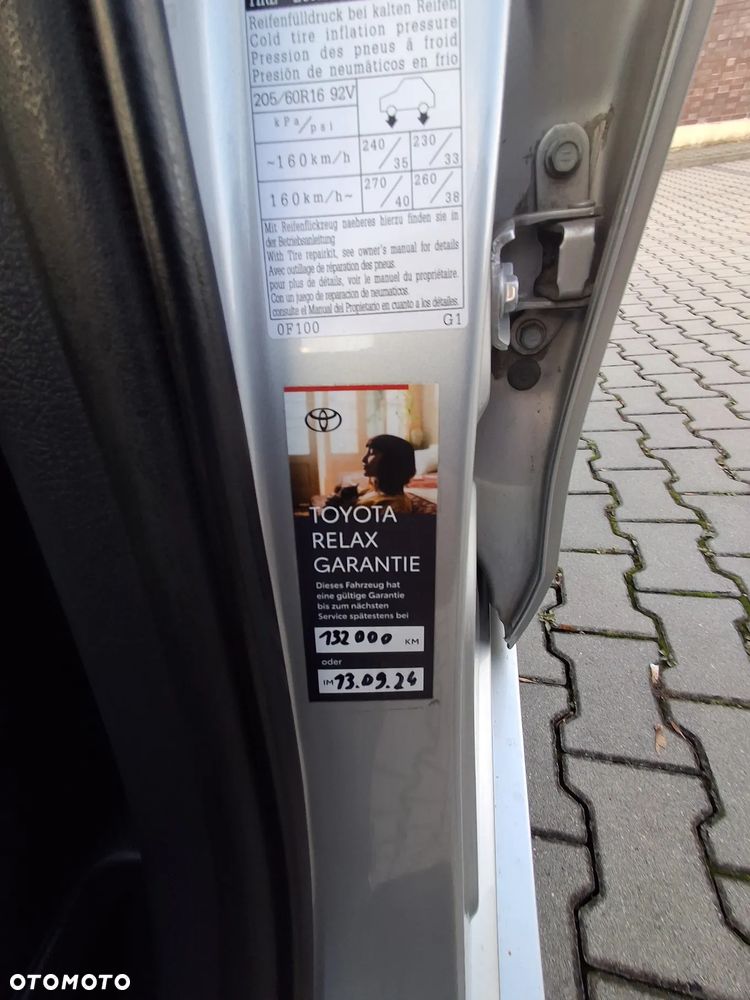 Reifenfülldruck bei kalten Reifen
Cold tire inflation pressure
Pression des pneus à froid
Presión de neumáticos en frio
205/60R16 92V
kPa/psi
~160km/h 240/35 230/33
160km/h~ 270/40 260/38
Mit Reifenflickzeug naeheres hierzu finden sie in
der Betriebsanleitung
With Tire repairkit, see owner's manual for details
Avec outillage de réparation des pneus.
pour plus de détails, voir le manuel du propriétaire.
Con un juego de reparacion de neumaticos.
consulte el Manual del Propietario en cuanto a los détailes.
0F100 G1
TOYOTA
RELAX
GARANTIE
Dieses Fahrzeug hat
eine gültige Garantie
bis zum nächsten
Service spätestens bei
132000 KM
oder
IM 13.09.24
OTOMOTO